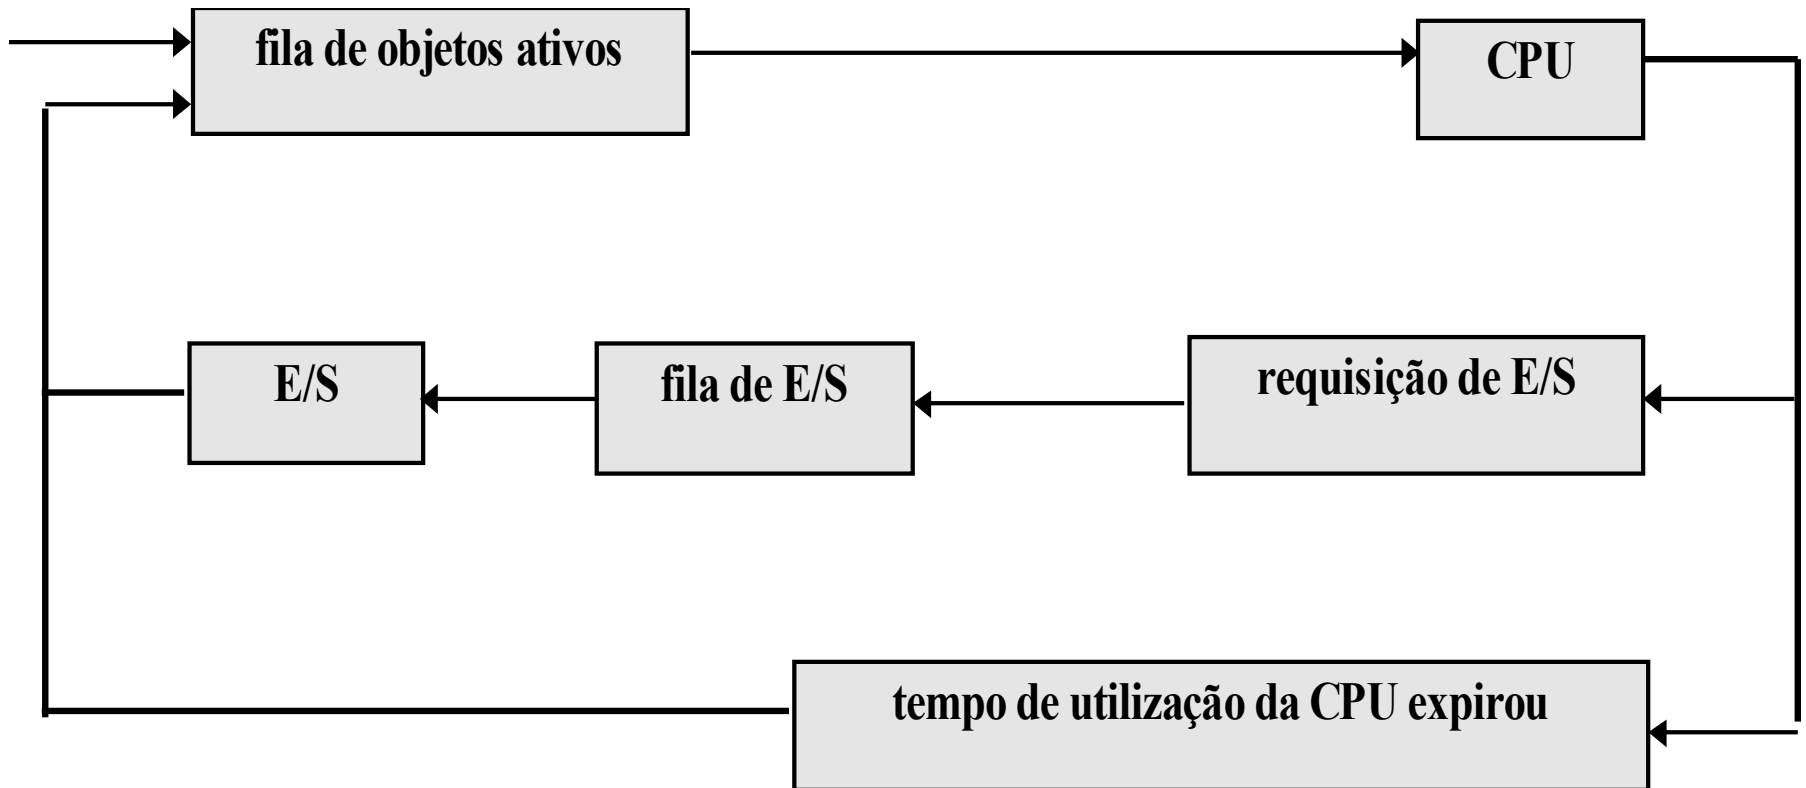 fila de objetos ativos
CPU
E/S
fila de E/S
requisição de E/S
tempo de utilização da CPU expirou